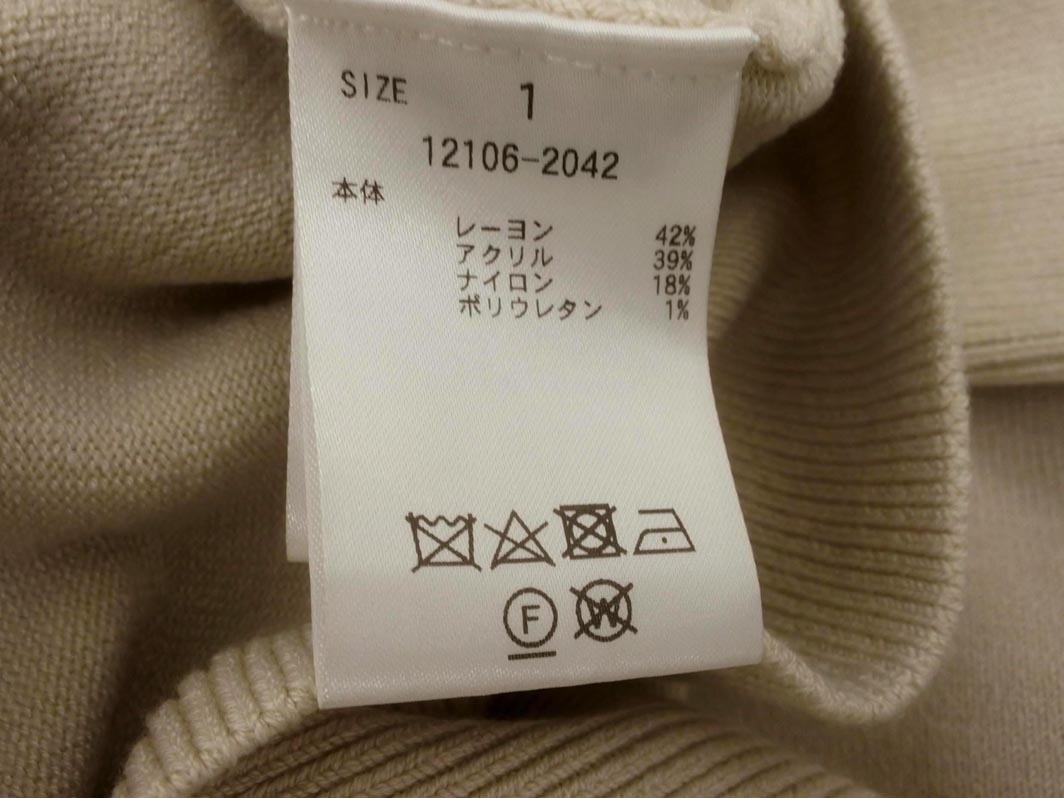 SIZE 1
12106-2042
本体
レーヨン 42%
アクリル 39%
ナイロン 18%
ポリウレタン 1%
F W